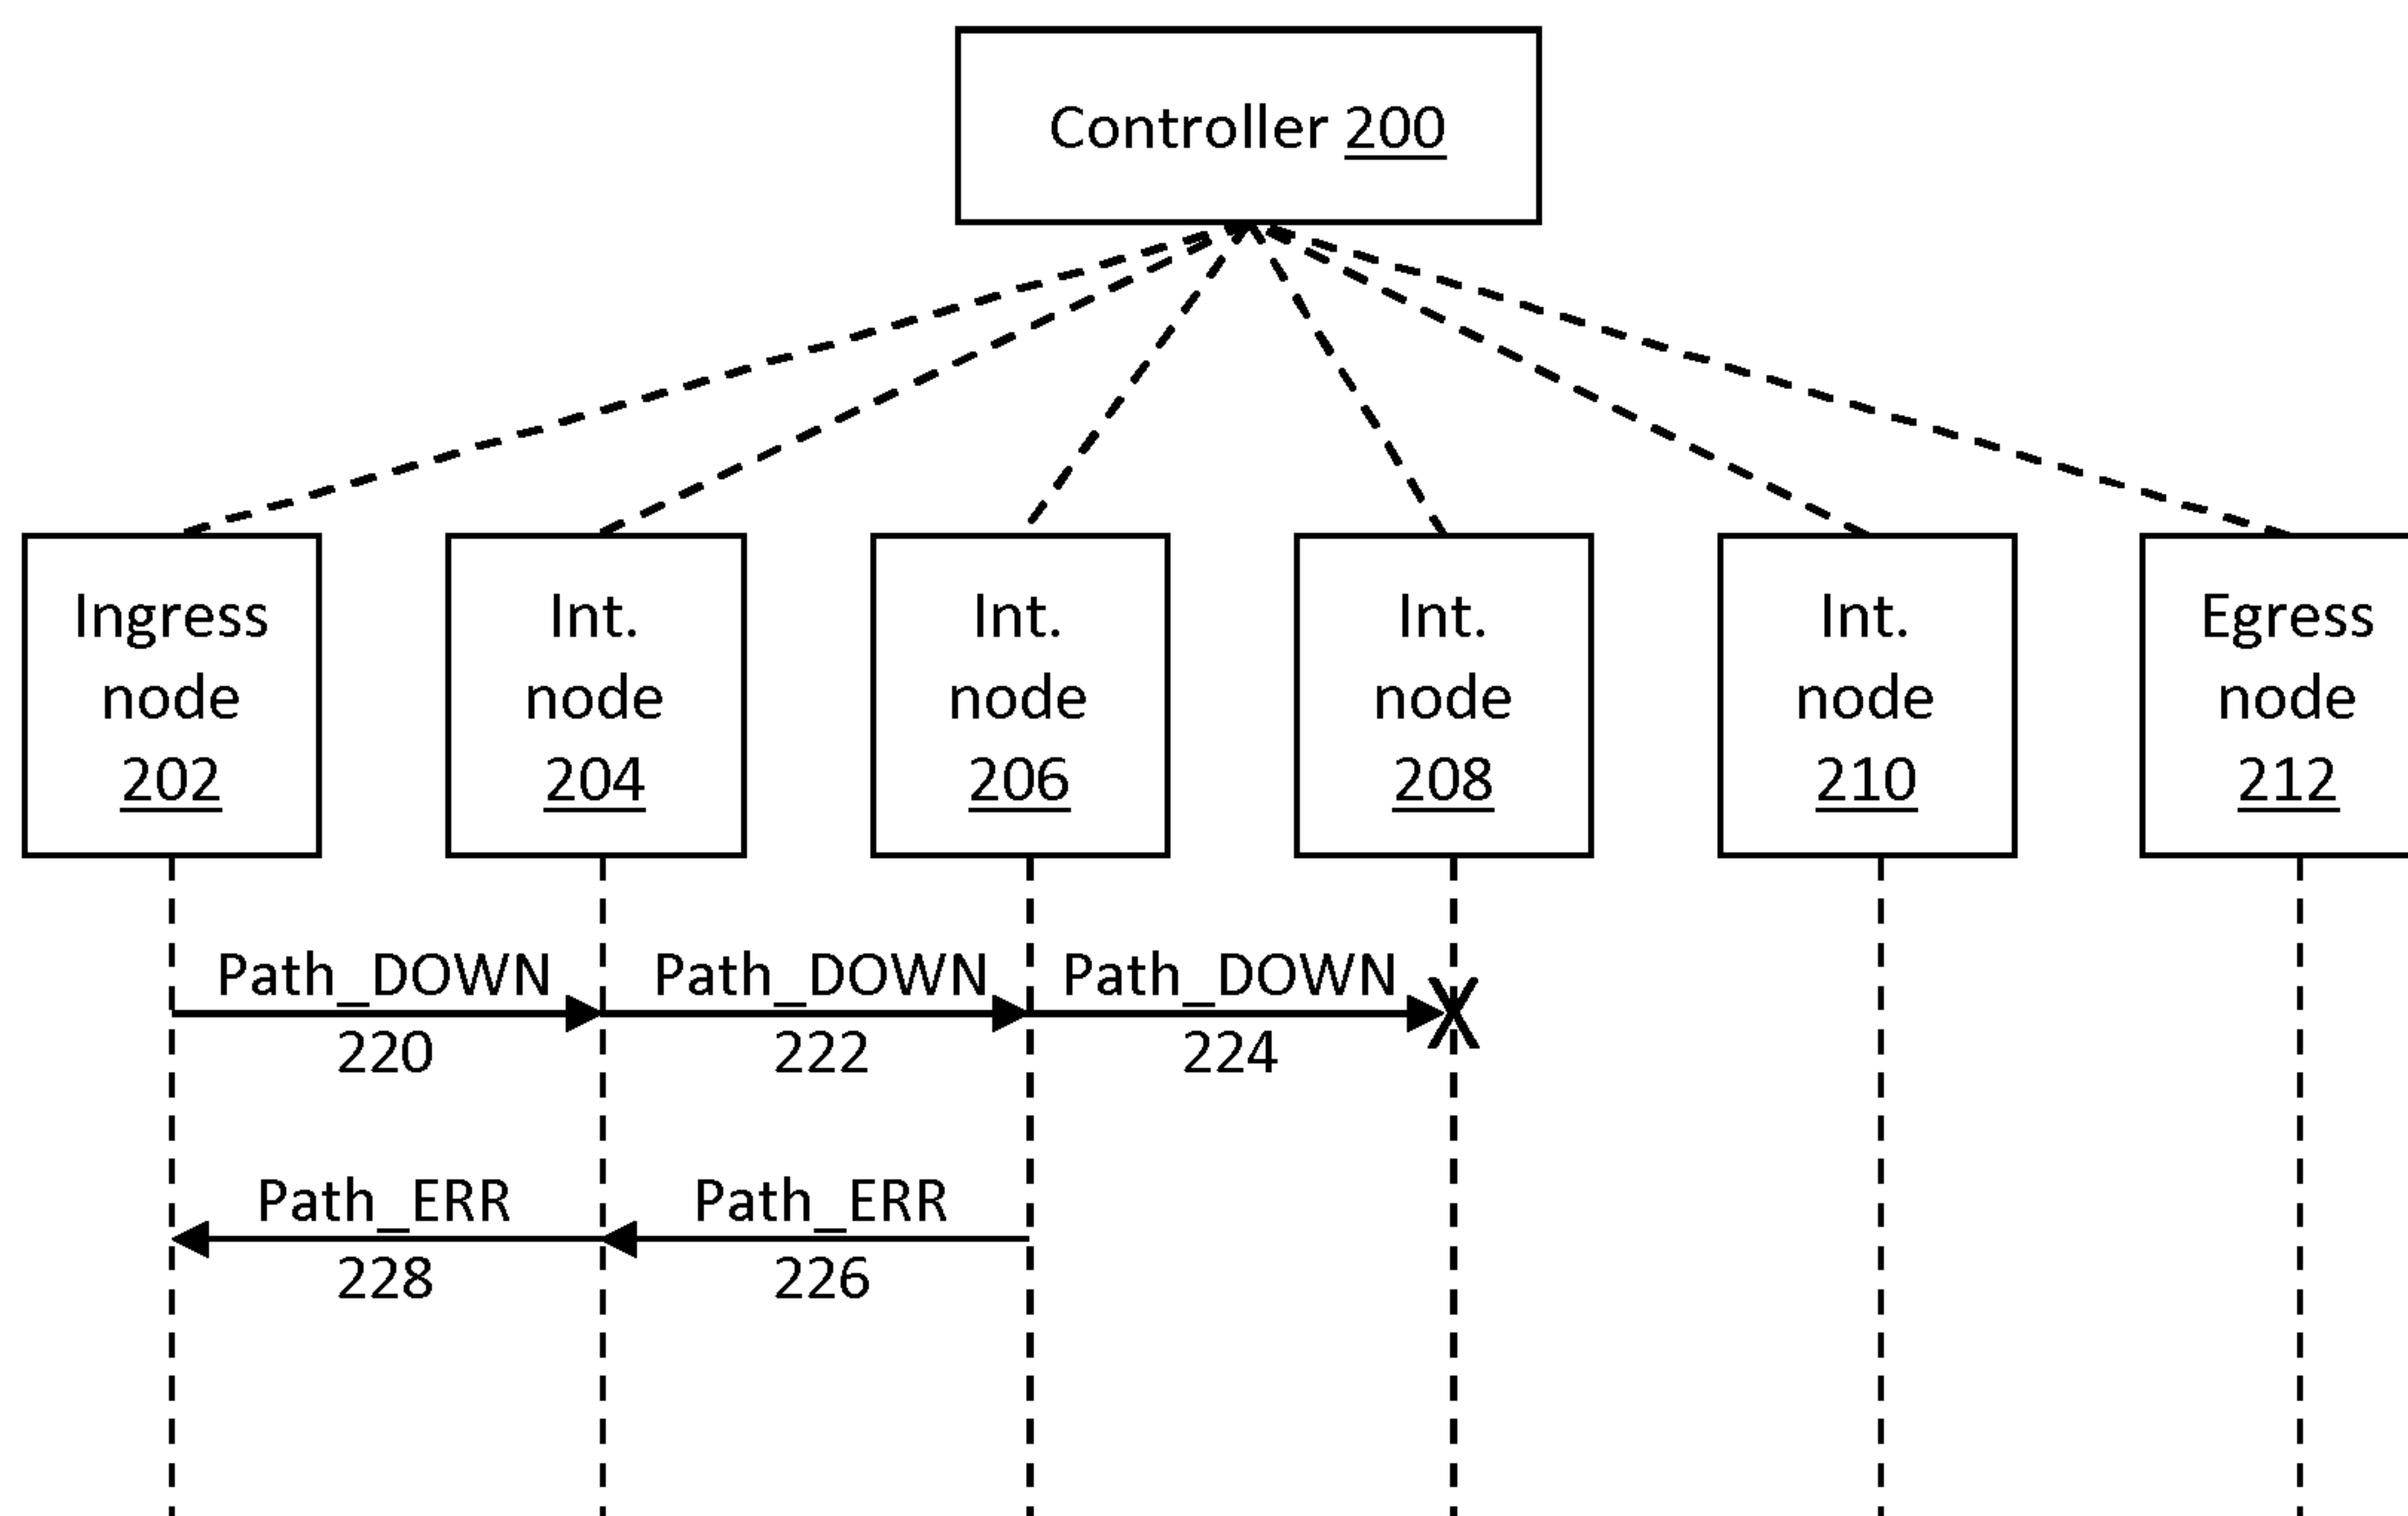 Controller 200
Ingress
node
202
Int.
node
204
Int.
node
206
Int.
node
208
Int.
node
210
Egress
node
212
Path_DOWN
220
Path_DOWN
222
Path_DOWN
224
X
Path_ERR
228
Path_ERR
226